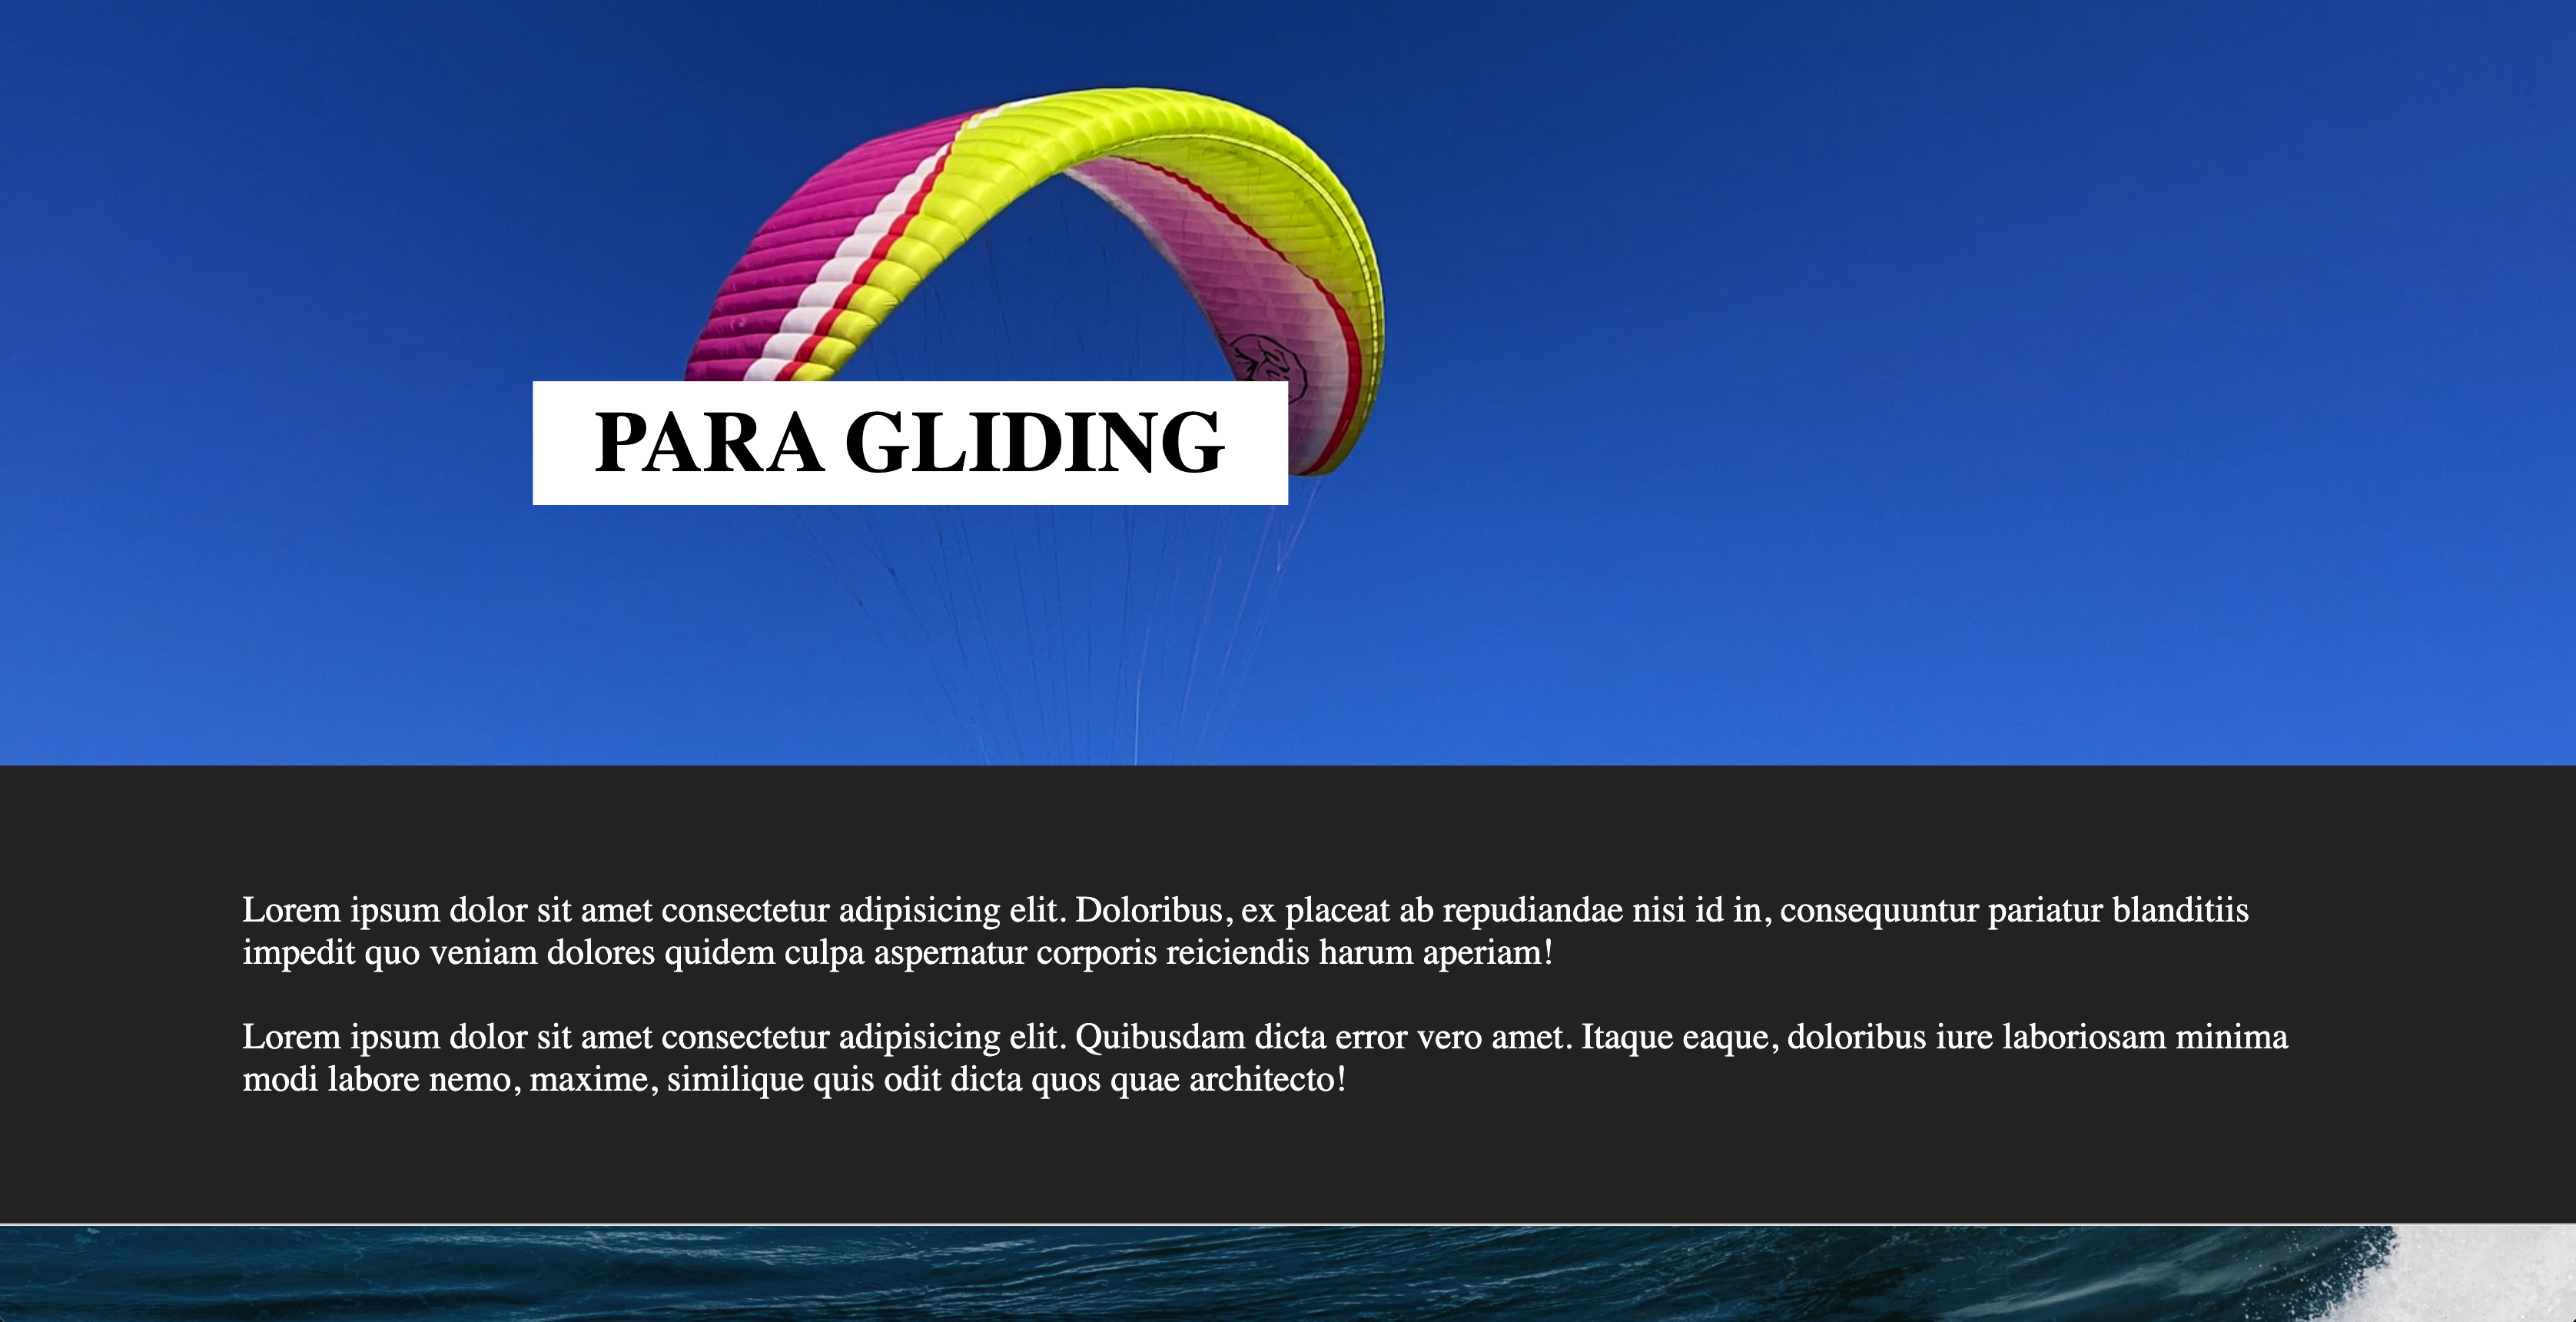 PARA GLIDING
Lorem ipsum dolor sit amet consectetur adipisicing elit. Doloribus, ex placeat ab repudiandae nisi id in, consequuntur pariatur blanditiis
impedit quo veniam dolores quidem culpa aspernatur corporis reiciendis harum aperiam!
Lorem ipsum dolor sit amet consectetur adipisicing elit. Quibusdam dicta error vero amet. Itaque eaque, doloribus iure laboriosam minima
modi labore nemo, maxime, similique quis odit dicta quos quae architecto!